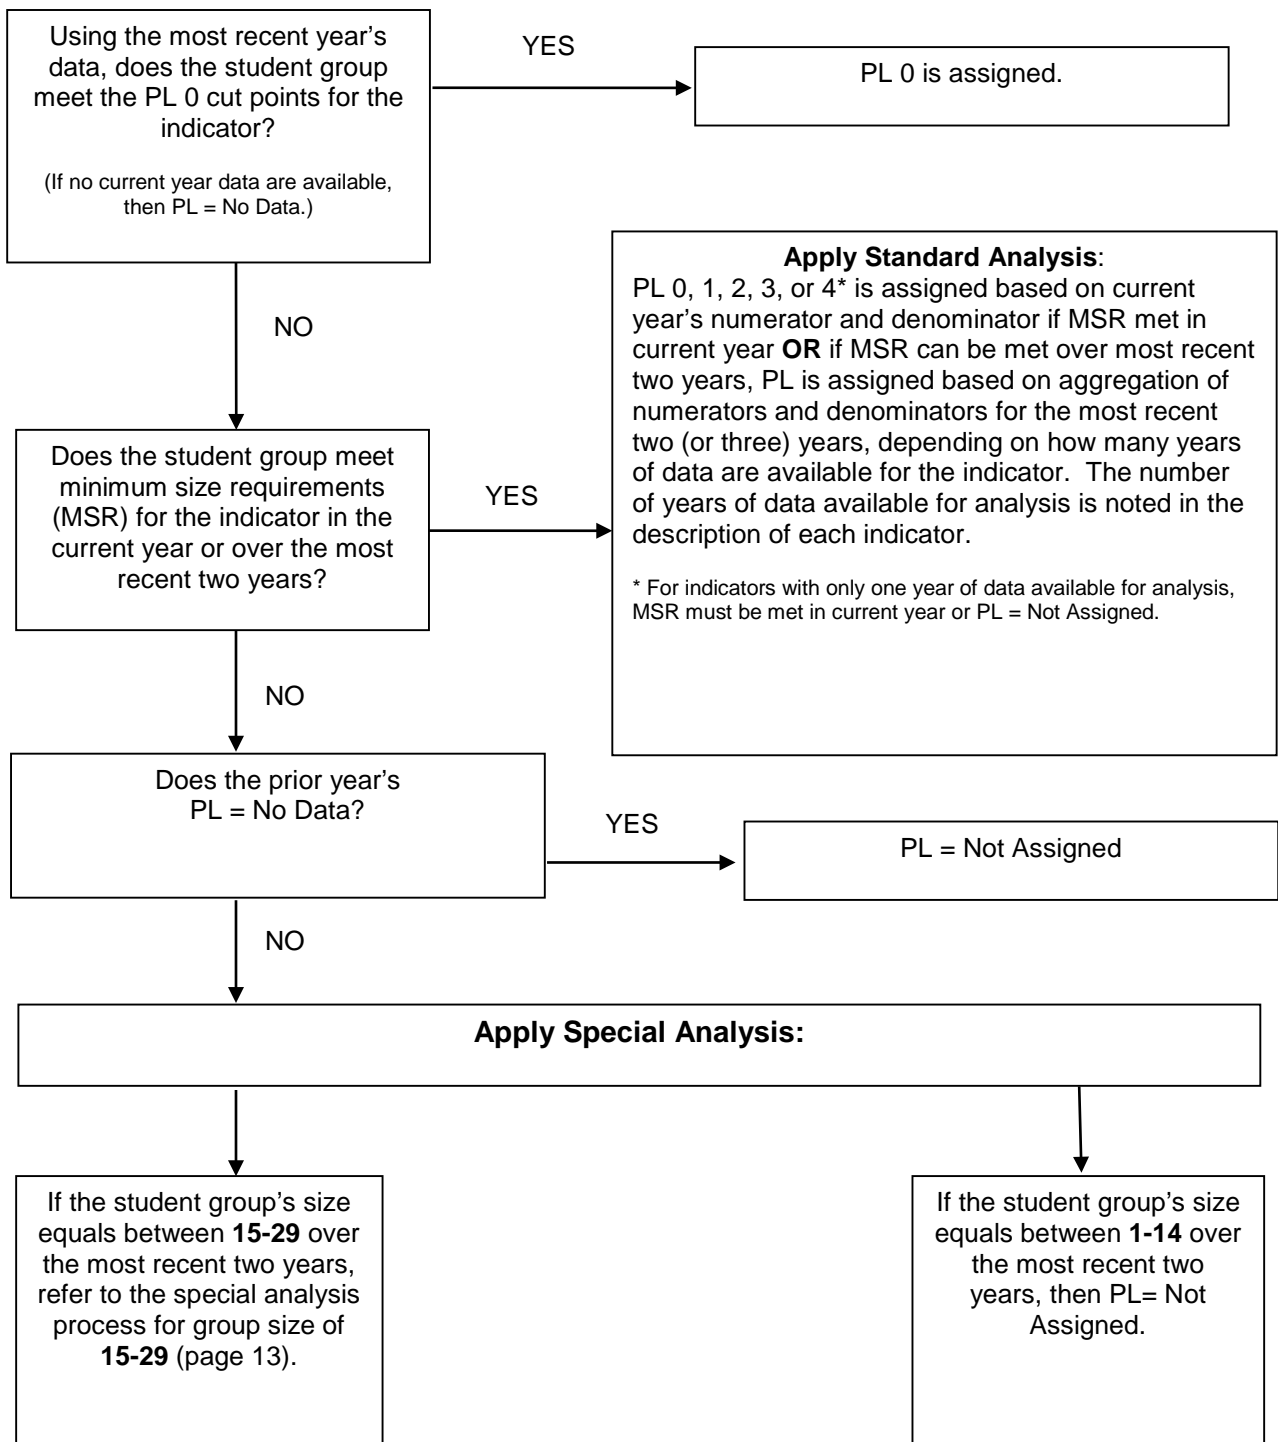 Using the most recent year’s
data, does the student group
meet the PL 0 cut points for the
indicator?
(If no current year data are available,
then PL = No Data.)
YES
PL 0 is assigned.
NO
Apply Standard Analysis:
PL 0, 1, 2, 3, or 4* is assigned based on current
year’s numerator and denominator if MSR met in
current year OR if MSR can be met over most recent
two years, PL is assigned based on aggregation of
numerators and denominators for the most recent
two (or three) years, depending on how many years
of data are available for the indicator. The number
of years of data available for analysis is noted in the
description of each indicator.
* For indicators with only one year of data available for analysis,
MSR must be met in current year or PL = Not Assigned.
Does the student group meet
minimum size requirements
(MSR) for the indicator in the
current year or over the most
recent two years?
YES
NO
Does the prior year’s
PL = No Data?
YES
PL = Not Assigned
NO
Apply Special Analysis:
If the student group’s size
equals between 15-29 over
the most recent two years,
refer to the special analysis
process for group size of
15-29 (page 13).
If the student group’s size
equals between 1-14 over
the most recent two
years, then PL= Not
Assigned.